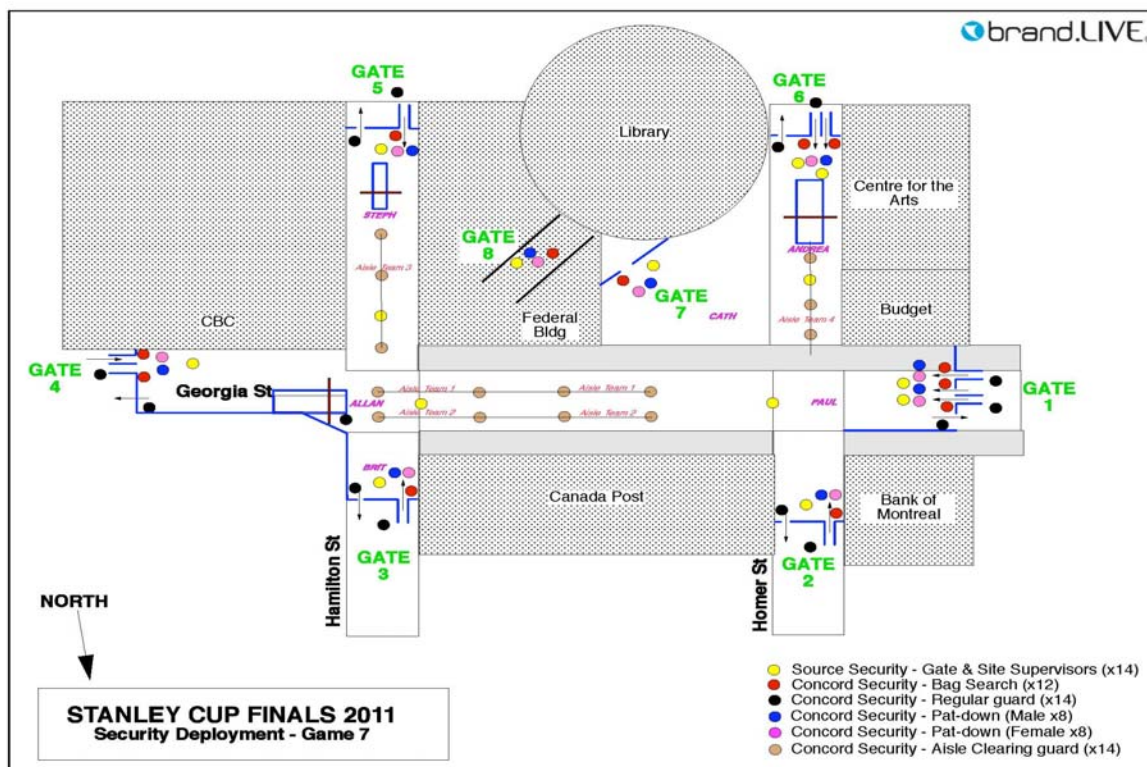 brand.LIVE
GATE
5
GATE
6
Library
Centre for the
Arts
STEPH
ANDREA
GATE
8
Aisle Team 3
GATE
7
CATH
Federal
Bldg
Budget
Aisle Team 4
CBC
GATE
4
Georgia St
ALLAN
Aisle Team 1
Aisle Team 1
Aisle Team 2
Aisle Team 2
PAUL
GATE
1
BRIT
Canada Post
Bank of
Montreal
GATE
3
GATE
2
Hamilton St
Homer St
NORTH
STANLEY CUP FINALS 2011
Security Deployment - Game 7
Source Security - Gate & Site Supervisors (x14)
Concord Security - Bag Search (x12)
Concord Security - Regular guard (x14)
Concord Security - Pat-down (Male x8)
Concord Security - Pat-down (Female x8)
Concord Security - Aisle Clearing guard (x14)